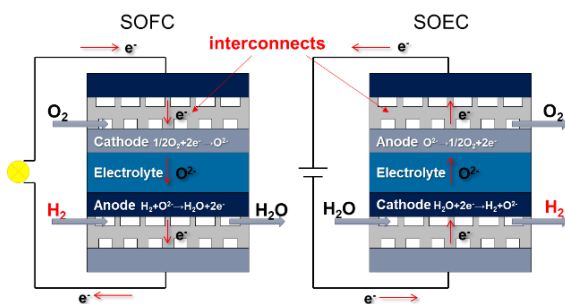 SOFC
SOEC
e⁻
interconnects
e⁻
O₂
e⁻
e⁻
O₂
Cathode 1/2O₂+2e⁻→O²⁻
Anode O²⁻→1/2O₂+2e⁻
Electrolyte O²⁻
Electrolyte O²⁻
Anode H₂+O²⁻→H₂O+2e⁻
Cathode H₂O+2e⁻→H₂+O²⁻
H₂
H₂O
H₂O
H₂
e⁻
e⁻
e⁻
e⁻